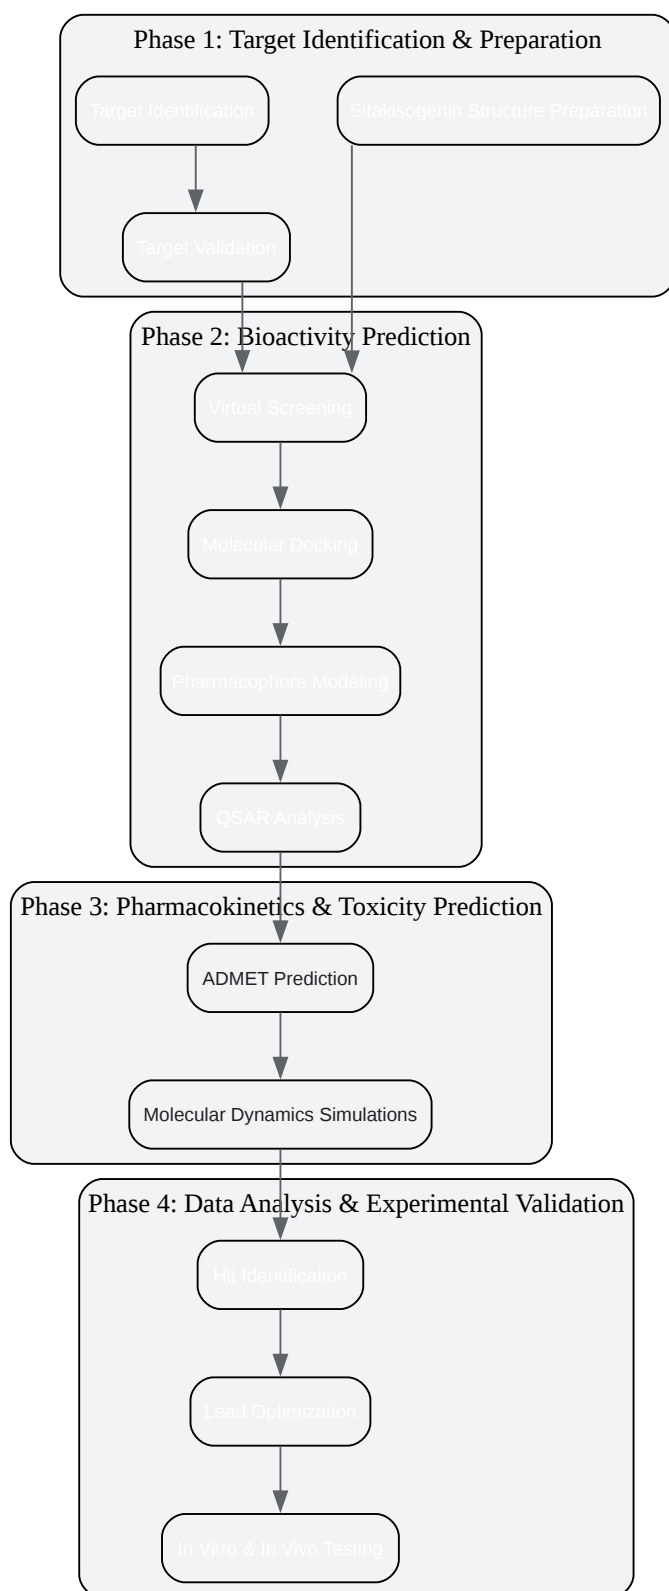 Phase 1: Target Identification & Preparation
Target Identification
Sitakisogenin Structure Preparation
Target Validation
Phase 2: Bioactivity Prediction
Virtual Screening
Molecular Docking
Pharmacophore Modeling
QSAR Analysis
Phase 3: Pharmacokinetics & Toxicity Prediction
ADMET Prediction
Molecular Dynamics Simulations
Phase 4: Data Analysis & Experimental Validation
Hit Identification
Lead Optimization
In Vitro & In Vivo Testing